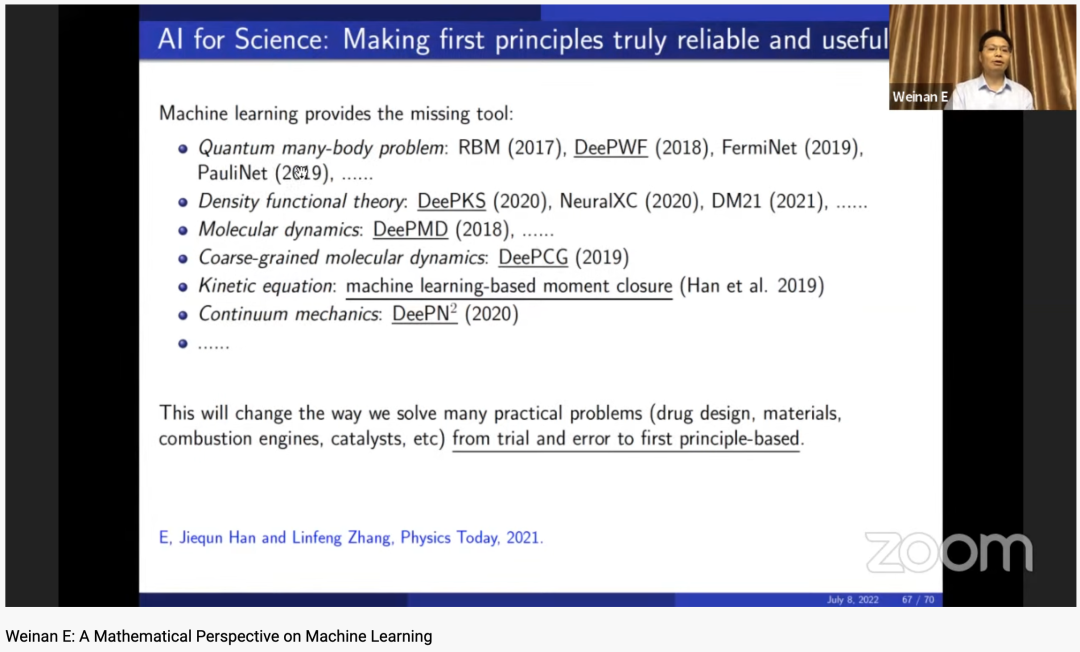 AI for Science: Making first principles truly reliable and useful
Weinan E
Machine learning provides the missing tool:
Quantum many-body problem: RBM (2017), DeePWF (2018), FermiNet (2019),
PauliNet (2019), ......
Density functional theory: DeePKS (2020), NeuralXC (2020), DM21 (2021), ......
Molecular dynamics: DeePMD (2018), ......
Coarse-grained molecular dynamics: DeePCG (2019)
Kinetic equation: machine learning-based moment closure (Han et al. 2019)
Continuum mechanics: DeePN² (2020)
......
This will change the way we solve many practical problems (drug design, materials,
combustion engines, catalysts, etc) from trial and error to first principle-based.
E, Jiequn Han and Linfeng Zhang, Physics Today, 2021.
zoom
July 8, 2022 67 / 70
Weinan E: A Mathematical Perspective on Machine Learning